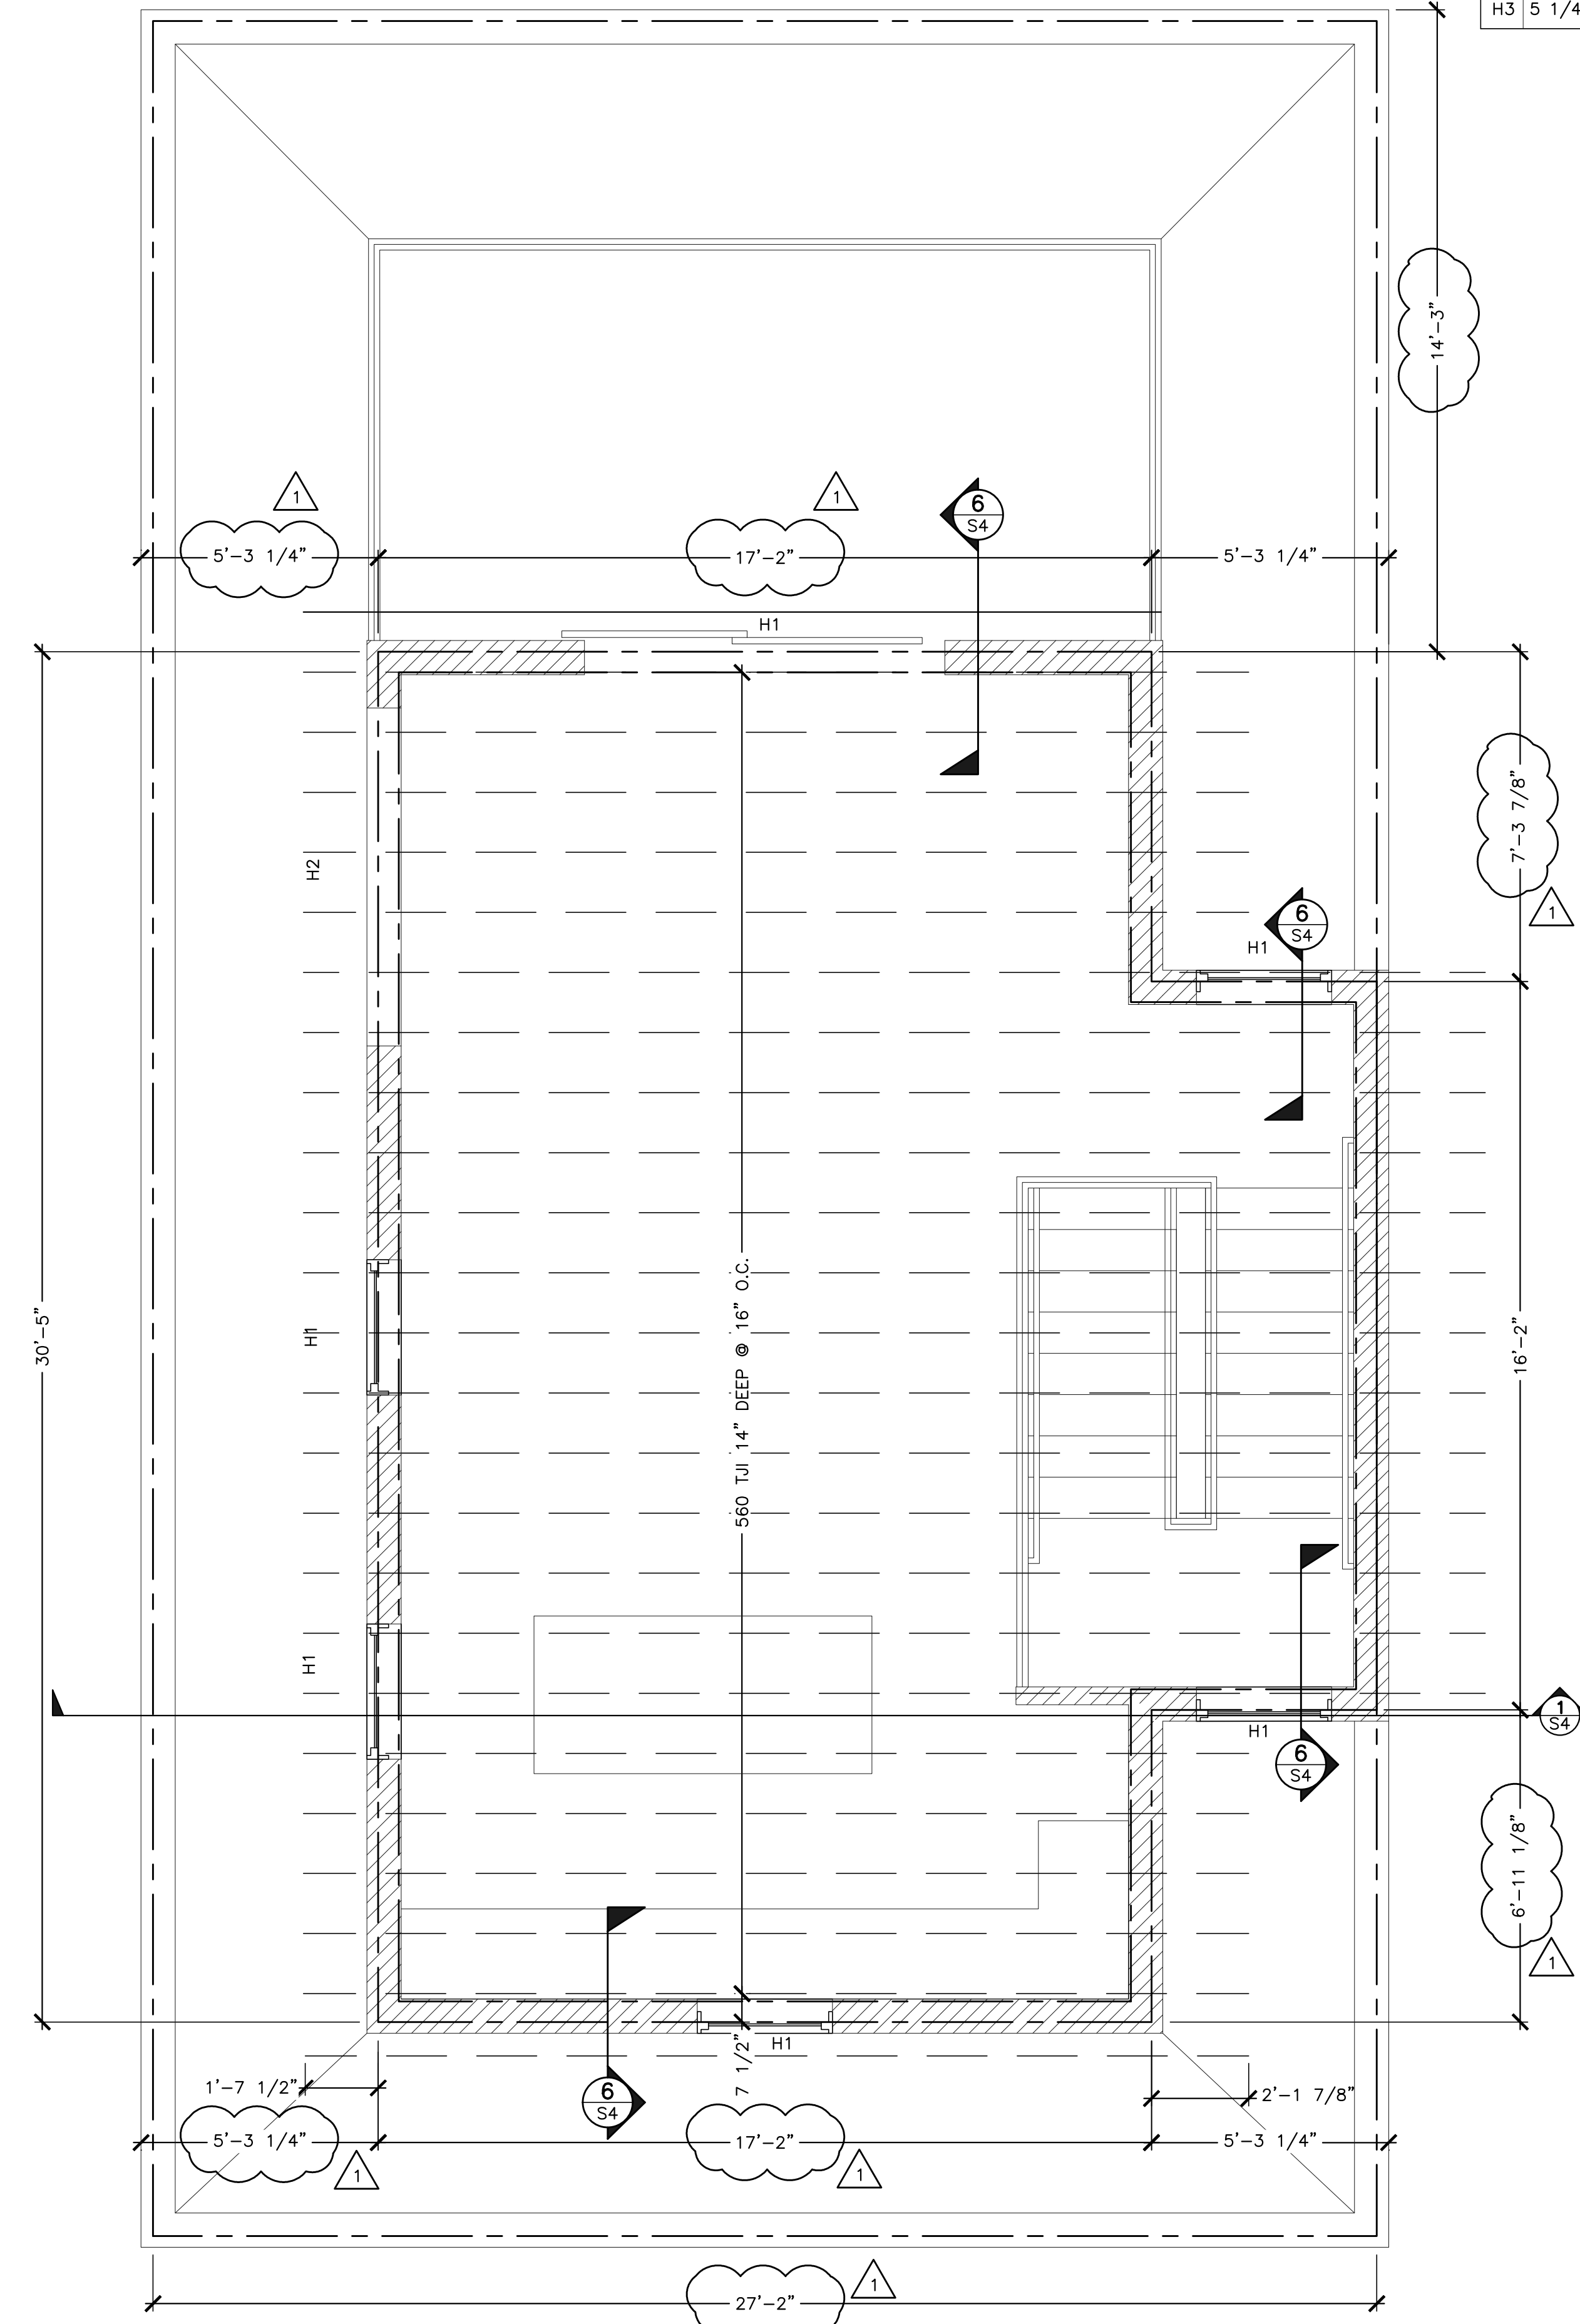 H3 5 1/4
14'-3"
1
1
6
S4
5'-3 1/4"
17'-2"
5'-3 1/4"
H1
7'-3 7/8"
H2
1
6
S4
H1
30'-5"
H1
560 TJI 14" DEEP @ 16" O.C.
16'-2"
H1
1
S4
H1
6
S4
6'-11 1/8"
1
H1
7 1/2"
1'-7 1/2"
6
S4
2'-1 7/8"
5'-3 1/4"
17'-2"
5'-3 1/4"
1
1
1
27'-2"